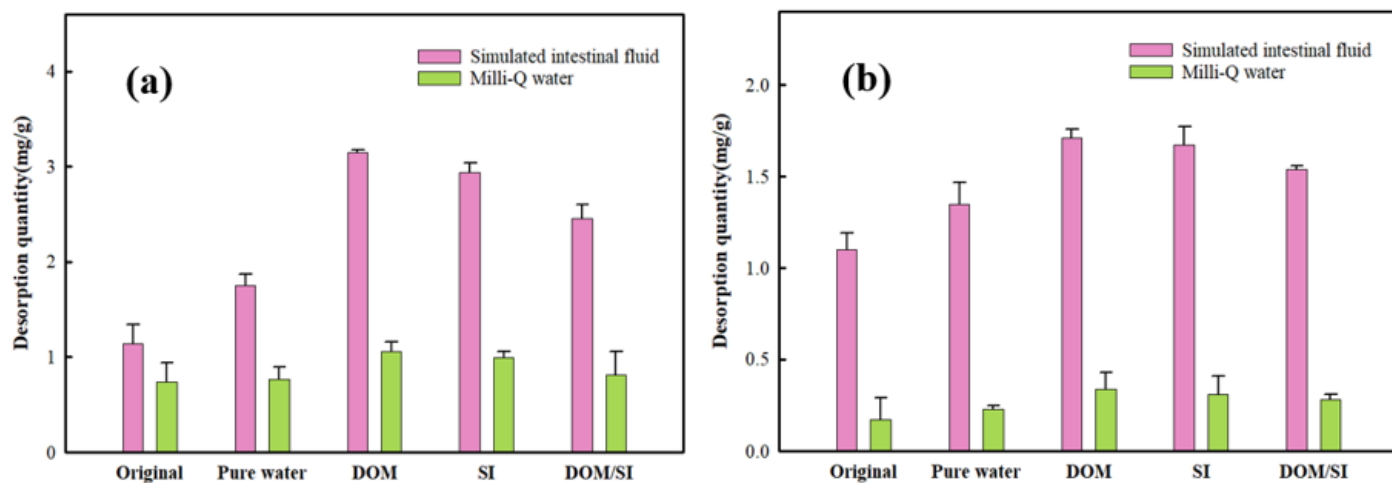 (a)
Simulated intestinal fluid
Milli-Q water
Desorption quantity(mg/g)
4
3
2
1
0
Original Pure water DOM SI DOM/SI
(b)
Simulated intestinal fluid
Milli-Q water
Desorption quantity(mg/g)
2.0
1.5
1.0
0.5
0.0
Original Pure water DOM SI DOM/SI